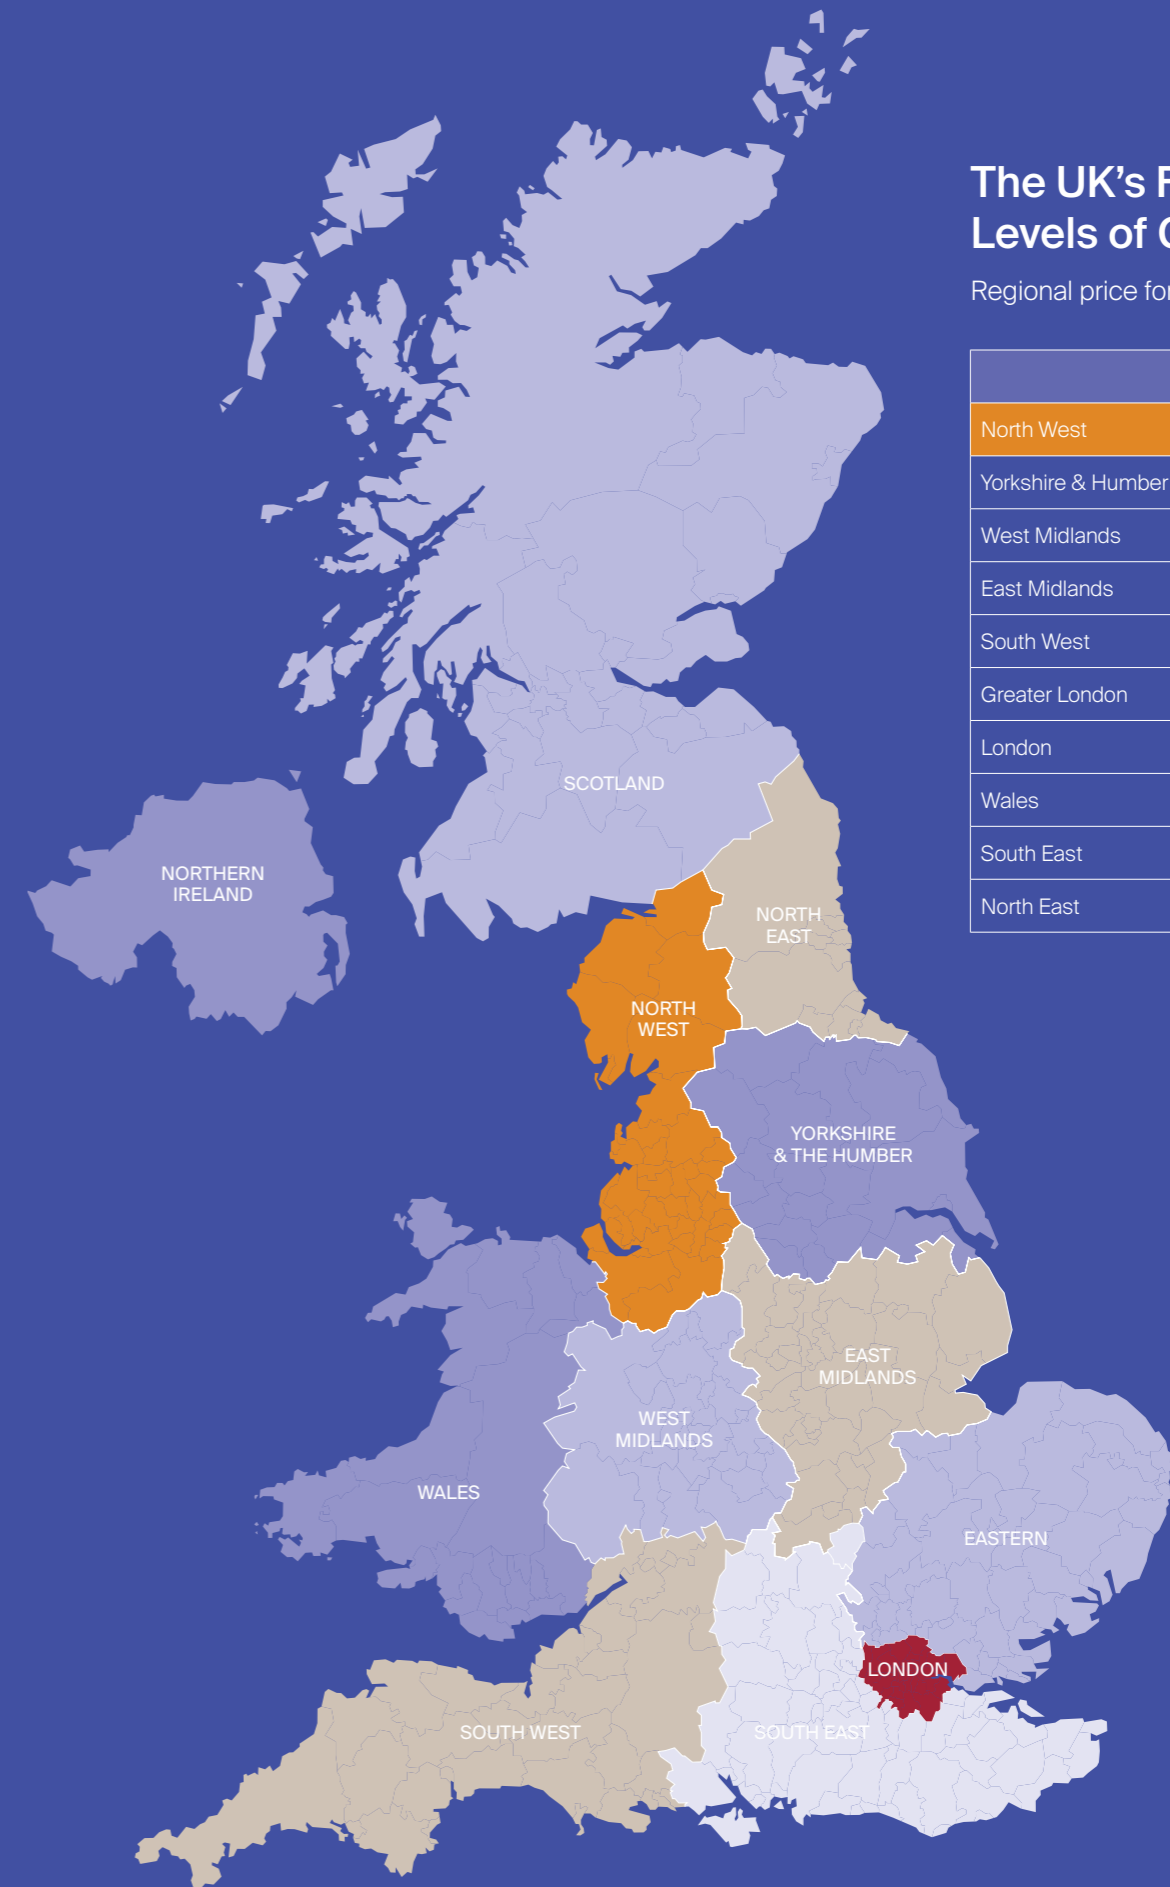 The UK's
Levels of
Regional price for
North West
Yorkshire & Humber
West Midlands
East Midlands
South West
Greater London
London
Wales
South East
North East
SCOTLAND
NORTHERN
IRELAND
NORTH
EAST
NORTH
WEST
YORKSHIRE
& THE HUMBER
EAST
MIDLANDS
WEST
MIDLANDS
WALES
EASTERN
LONDON
SOUTH WEST
SOUTH EAST